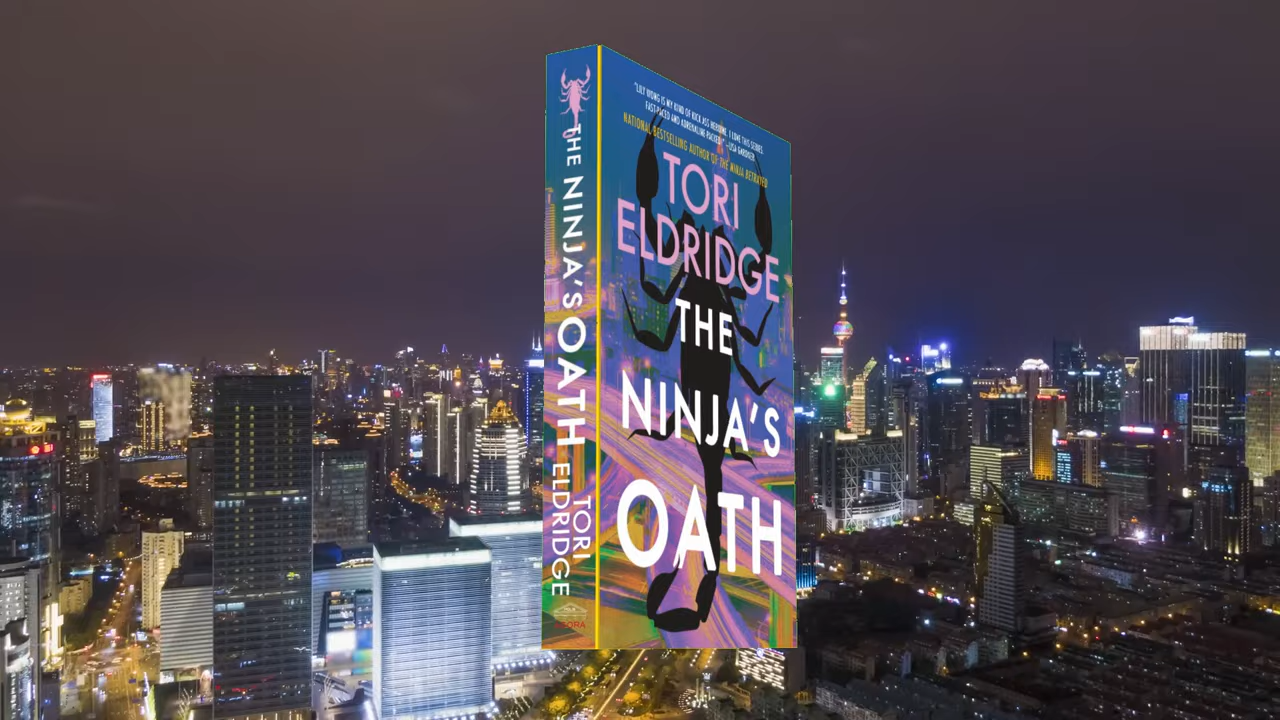 THE NINJA'S OATH TORI ELDRIDGE
AGORA
"LILY WONG IS MY KIND OF KICK ASS HEROINE. I LOVE THIS SERIES
FAST-PACED AND ADRENALINE-PACKED!" —LISA GARDNER
NATIONAL BESTSELLING AUTHOR OF THE NINJA BETRAYED
TORI
ELDRIDGE
THE
NINJA'S
OATH